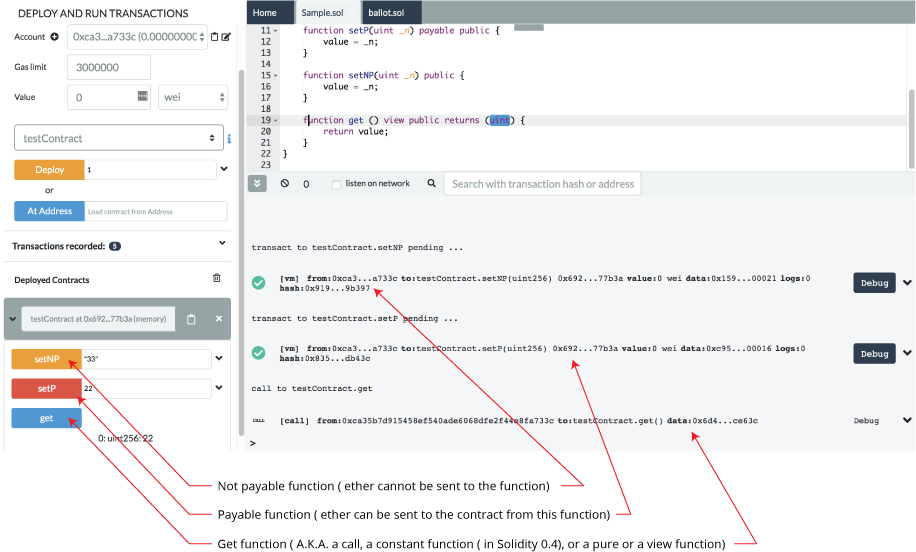 DEPLOY AND RUN TRANSACTIONS
Account 0xca3...a733c (0.0000000C
Gas limit 3000000
Value 0 wei
testContract
Deploy 1
or
At Address Load contract from Address
Transactions recorded: 5
Deployed Contracts
testContract at 0x692...77b3a (memory)
setNP "33"
setP 22
get
0: uint256: 22
Home Sample.sol ballot.sol
11 function setP(uint _n) payable public {
12 value = _n;
13 }
14
15 function setNP(uint _n) public {
16 value = _n;
17 }
18
19 function get () view public returns (uint) {
20 return value;
21 }
22 }
23
0 listen on network Search with transaction hash or address
transact to testContract.setNP pending ...
[vm] from:0xca3...a733c to:testContract.setNP(uint256) 0x692...77b3a value:0 wei data:0x159...00021 logs:0 Debug
hash:0x919...9b397
transact to testContract.setP pending ...
[vm] from:0xca3...a733c to:testContract.setP(uint256) 0x692...77b3a value:0 wei data:0xc95...00016 logs:0 Debug
hash:0x835...db43c
call to testContract.get
CALL [call] from:0xca35b7d915458ef540ade6068dfe2f44e8fa733c to:testContract.get() data:0x6d4...ce63c Debug
>
Not payable function ( ether cannot be sent to the function)
Payable function ( ether can be sent to the contract from this function)
Get function ( A.K.A. a call, a constant function ( in Solidity 0.4), or a pure or a view function)